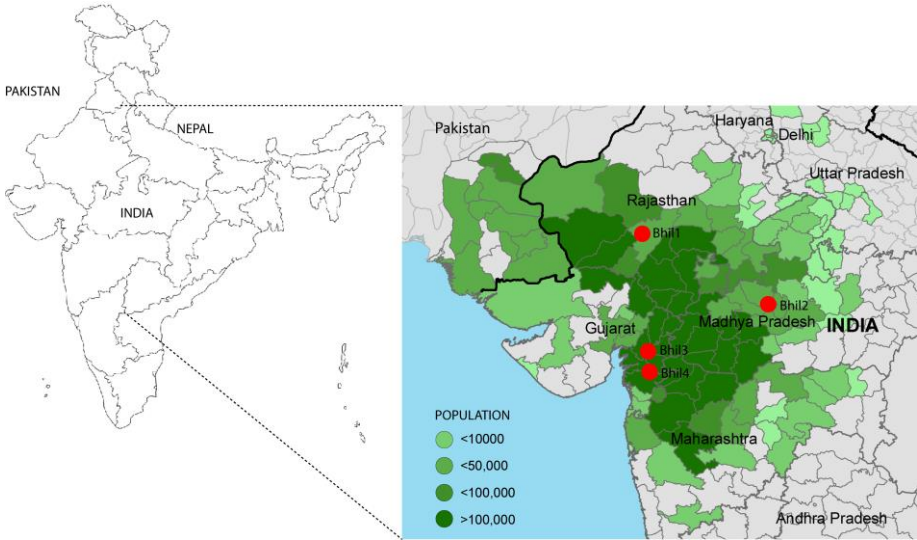 PAKISTAN
NEPAL
INDIA
Pakistan
Haryana
Delhi
Uttar Pradesh
Rajasthan
Bhil1
Bhil2
Madhya Pradesh
INDIA
Gujarat
Bhil3
Bhil4
POPULATION
<10000
<50,000
<100,000
>100,000
Maharashtra
Andhra Pradesh